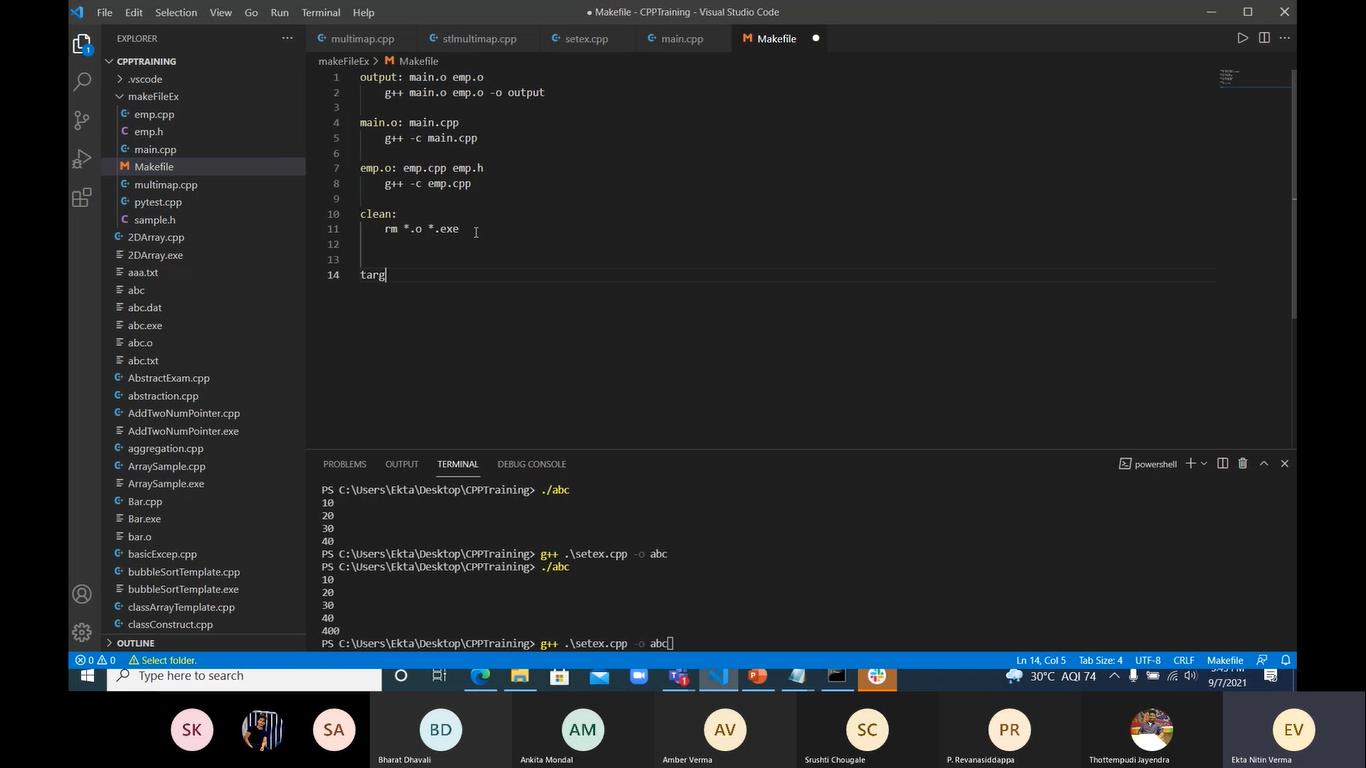 File Edit Selection View Go Run Terminal Help
● Makefile - CPPTraining - Visual Studio Code
EXPLORER
multimap.cpp
stlmultimap.cpp
setex.cpp
main.cpp
Makefile
CPPTRAINING
.vscode
makeFileEx
emp.cpp
emp.h
main.cpp
Makefile
multimap.cpp
pytest.cpp
sample.h
2DArray.cpp
2DArray.exe
aaa.txt
abc
abc.dat
abc.exe
abc.o
abc.txt
AbstractExam.cpp
abstraction.cpp
AddTwoNumPointer.cpp
AddTwoNumPointer.exe
aggregation.cpp
ArraySample.cpp
ArraySample.exe
Bar.cpp
Bar.exe
bar.o
basicExcep.cpp
bubbleSortTemplate.cpp
bubbleSortTemplate.exe
classArrayTemplate.cpp
classConstruct.cpp
OUTLINE
makeFileEx > Makefile
1 output: main.o emp.o
2 g++ main.o emp.o -o output
3
4 main.o: main.cpp
5 g++ -c main.cpp
6
7 emp.o: emp.cpp emp.h
8 g++ -c emp.cpp
9
10 clean:
11 rm *.o *.exe
12
13
14 targ
PROBLEMS OUTPUT TERMINAL DEBUG CONSOLE
powershell
PS C:\Users\Ekta\Desktop\CPPTraining> ./abc
10
20
30
40
PS C:\Users\Ekta\Desktop\CPPTraining> g++ .\setex.cpp -o abc
PS C:\Users\Ekta\Desktop\CPPTraining> ./abc
10
20
30
40
400
PS C:\Users\Ekta\Desktop\CPPTraining> g++ .\setex.cpp -o abc
0 0 Select folder.
Ln 14, Col 5 Tab Size: 4 UTF-8 CRLF Makefile
Type here to search
30°C AQI 74
9/7/2021
SK
SA
BD
Bharat Dhavali
AM
Ankita Mondal
AV
Amber Verma
SC
Srushti Chougale
PR
P. Revanasiddappa
Thottempudi Jayendra
EV
Ekta Nitin Verma